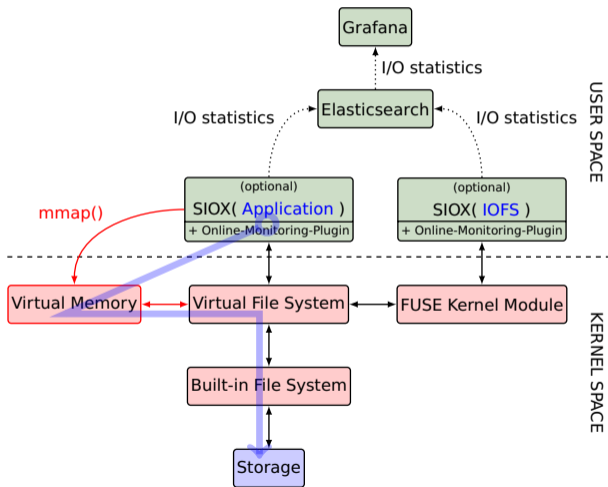 Grafana
I/O statistics
Elasticsearch
I/O statistics
I/O statistics
USER SPACE
(optional)
SIOX( Application )
+ Online-Monitoring-Plugin
(optional)
SIOX( IOFS )
+ Online-Monitoring-Plugin
mmap()
Virtual Memory
Virtual File System
FUSE Kernel Module
KERNEL SPACE
Built-in File System
Storage